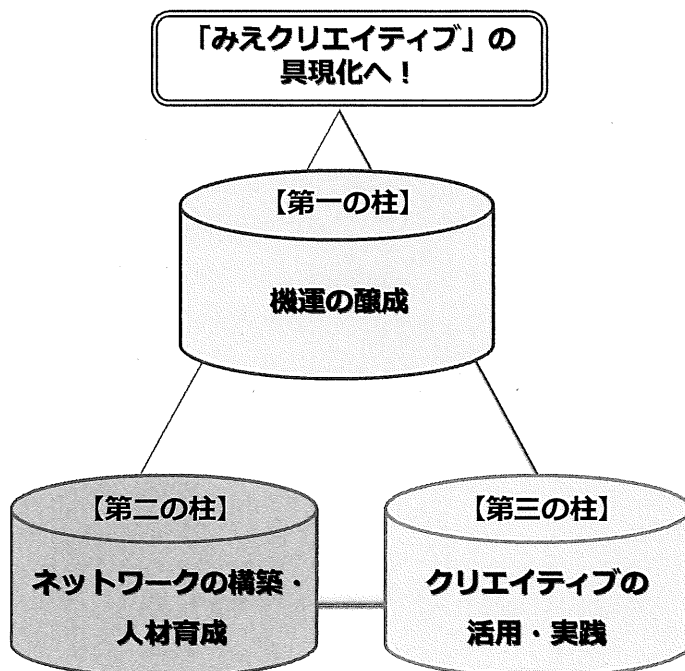 「みえクリエイティブ」の
具現化へ！
【第一の柱】
機運の醸成
【第二の柱】
ネットワークの構築・
人材育成
【第三の柱】
クリエイティブの
活用・実践